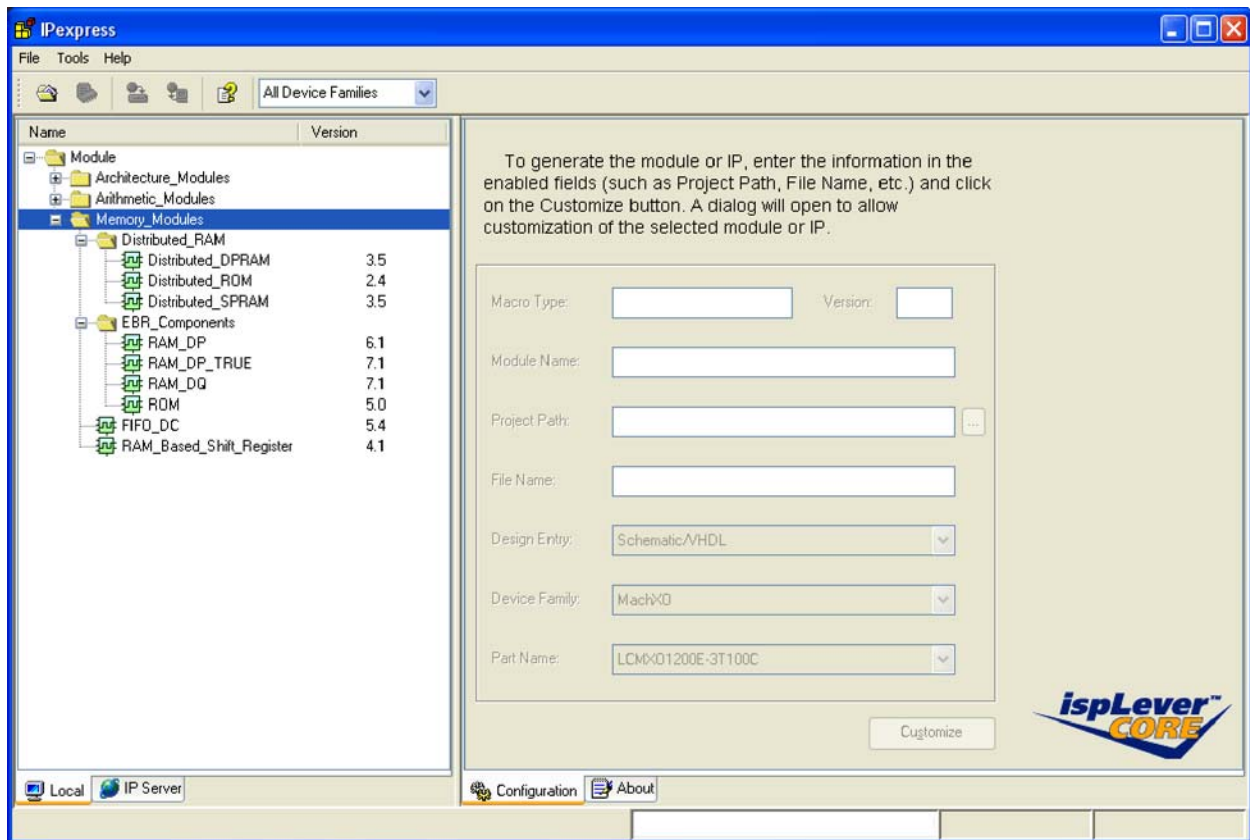 IPexpress
File Tools Help
All Device Families
Name Version
Module
Architecture_Modules
Arithmetic_Modules
Memory_Modules
Distributed_RAM
Distributed_DPRAM 3.5
Distributed_ROM 2.4
Distributed_SPRAM 3.5
EBR_Components
RAM_DP 6.1
RAM_DP_TRUE 7.1
RAM_DQ 7.1
ROM 5.0
FIFO_DC 5.4
RAM_Based_Shift_Register 4.1
Local IP Server
To generate the module or IP, enter the information in the
enabled fields (such as Project Path, File Name, etc.) and click
on the Customize button. A dialog will open to allow
customization of the selected module or IP.
Macro Type: Version:
Module Name:
Project Path: ...
File Name:
Design Entry: Schematic/VHDL
Device Family: MachXO
Part Name: LCMXO1200E-3T100C
Customize
ispLever™
CORE
Configuration About